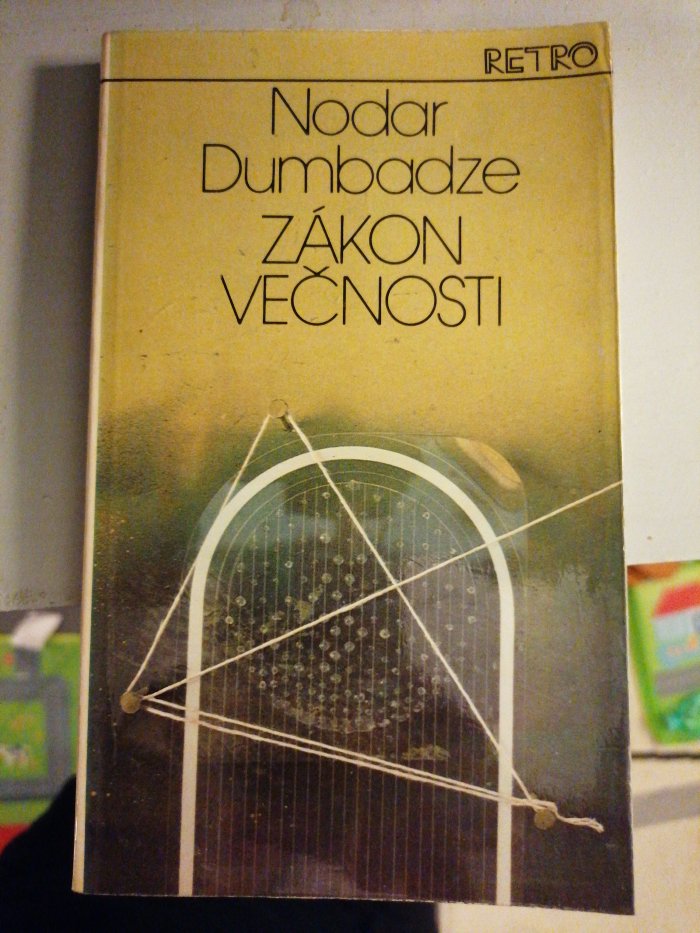 RETRO
Nodar
Dumbadze
ZÁKON
VEČNOSTI